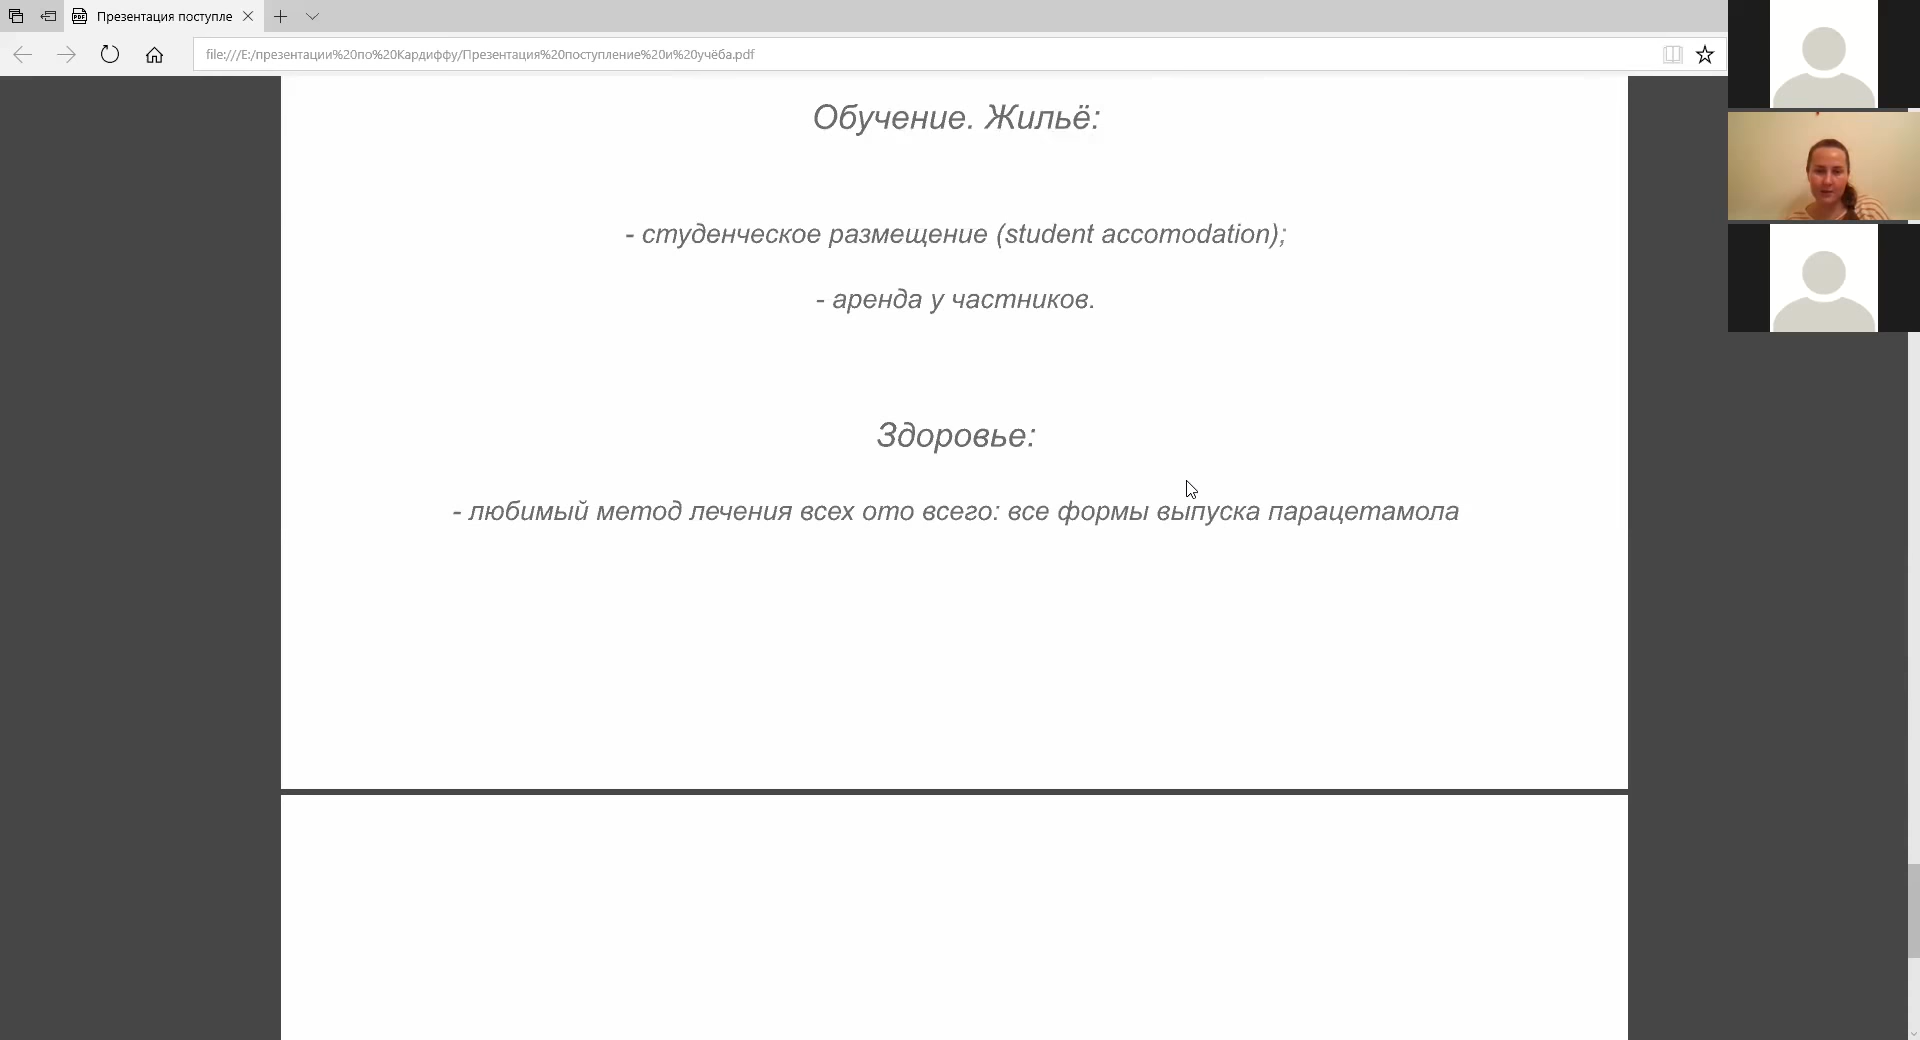 Презентация поступле
file:///E:/презентации%20по%20Кардиффу/Презентация%20поступление%20и%20учёба.pdf
Обучение. Жильё:
- студенческое размещение (student accomodation);
- аренда у частников.
Здоровье:
- любимый метод лечения всех ото всего: все формы выпуска парацетамола